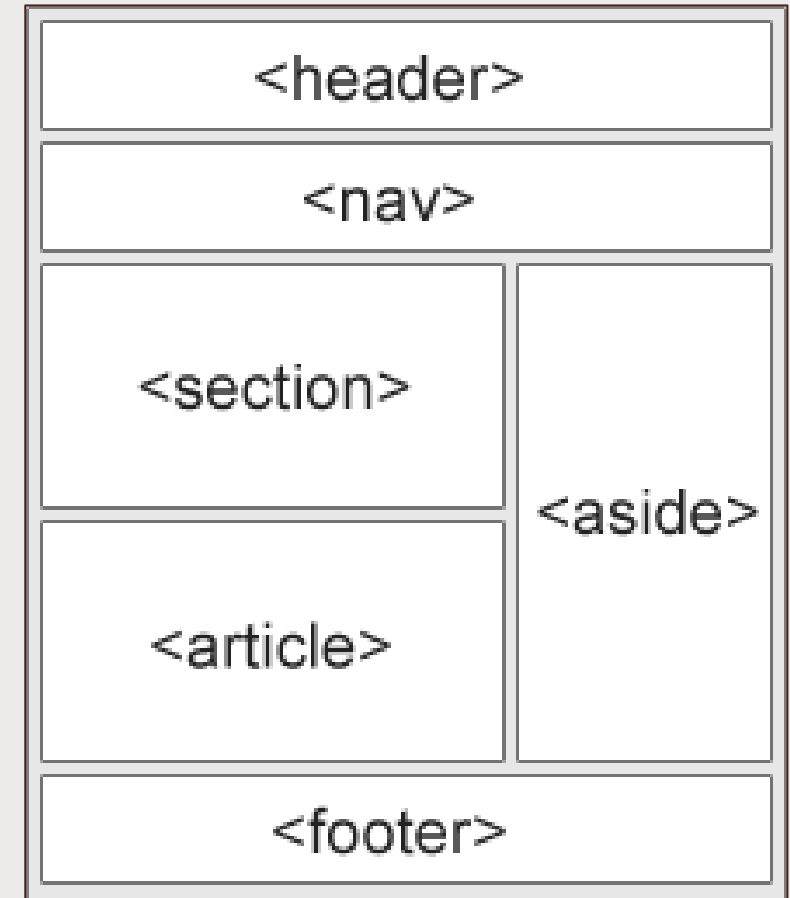 <header>
<nav>
<section>
<aside>
<article>
<footer>